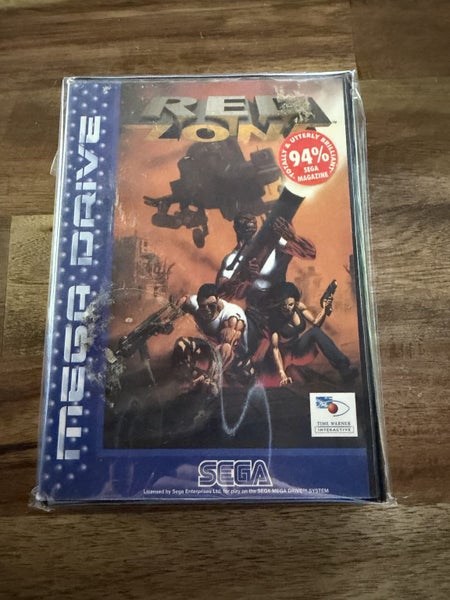 RED
ZONE™
TOTALLY & UTTERLY BRILLIANT
94%
SEGA
MAGAZINE
MEGA DRIVE
TIME WARNER
INTERACTIVE
SEGA
Licensed by Sega Enterprises Ltd. for play on the SEGA MEGA DRIVE™ SYSTEM